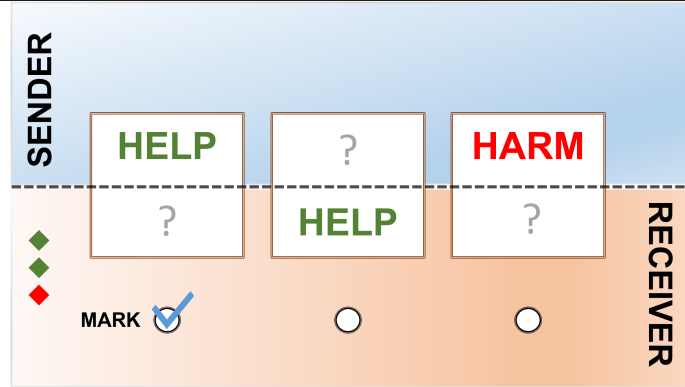 SENDER
HELP
?
HARM
?
HELP
?
RECEIVER
MARK